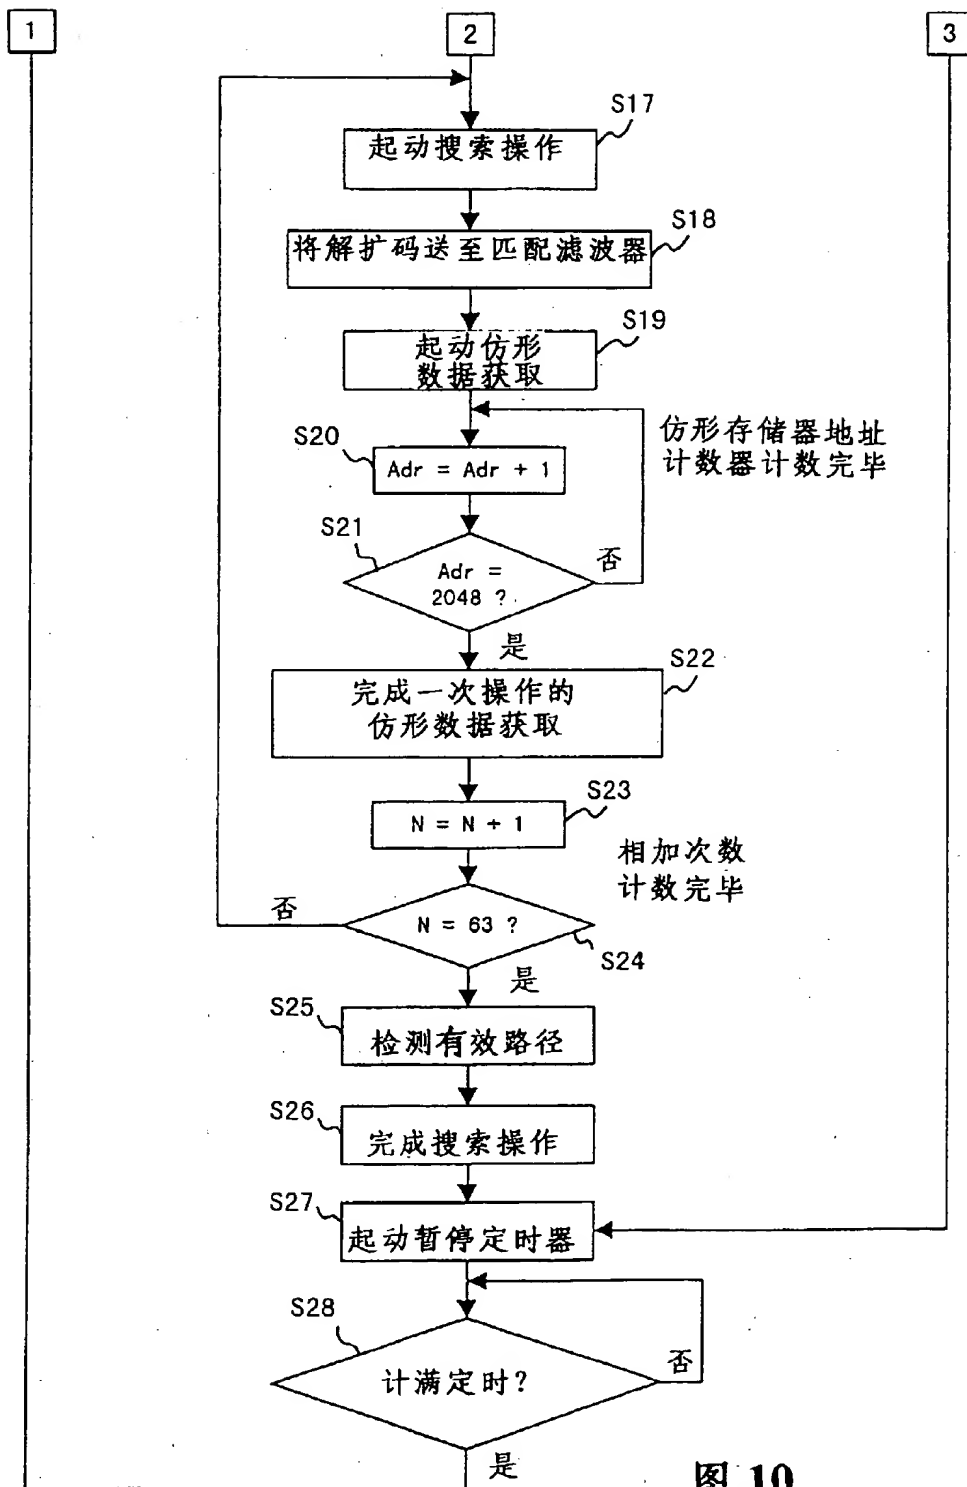 1
2
3
S17
起动搜索操作
S18
将解扩码送至匹配滤波器
S19
起动仿形
数据获取
仿形存储器地址
计数器计数完毕
S20
Adr = Adr + 1
S21
Adr =
2048 ?
否
是
S22
完成一次操作的
仿形数据获取
S23
N = N + 1
相加次数
计数完毕
否
N = 63 ?
S24
是
S25
检测有效路径
S26
完成搜索操作
S27
起动暂停定时器
S28
计满定时?
否
是
图 10